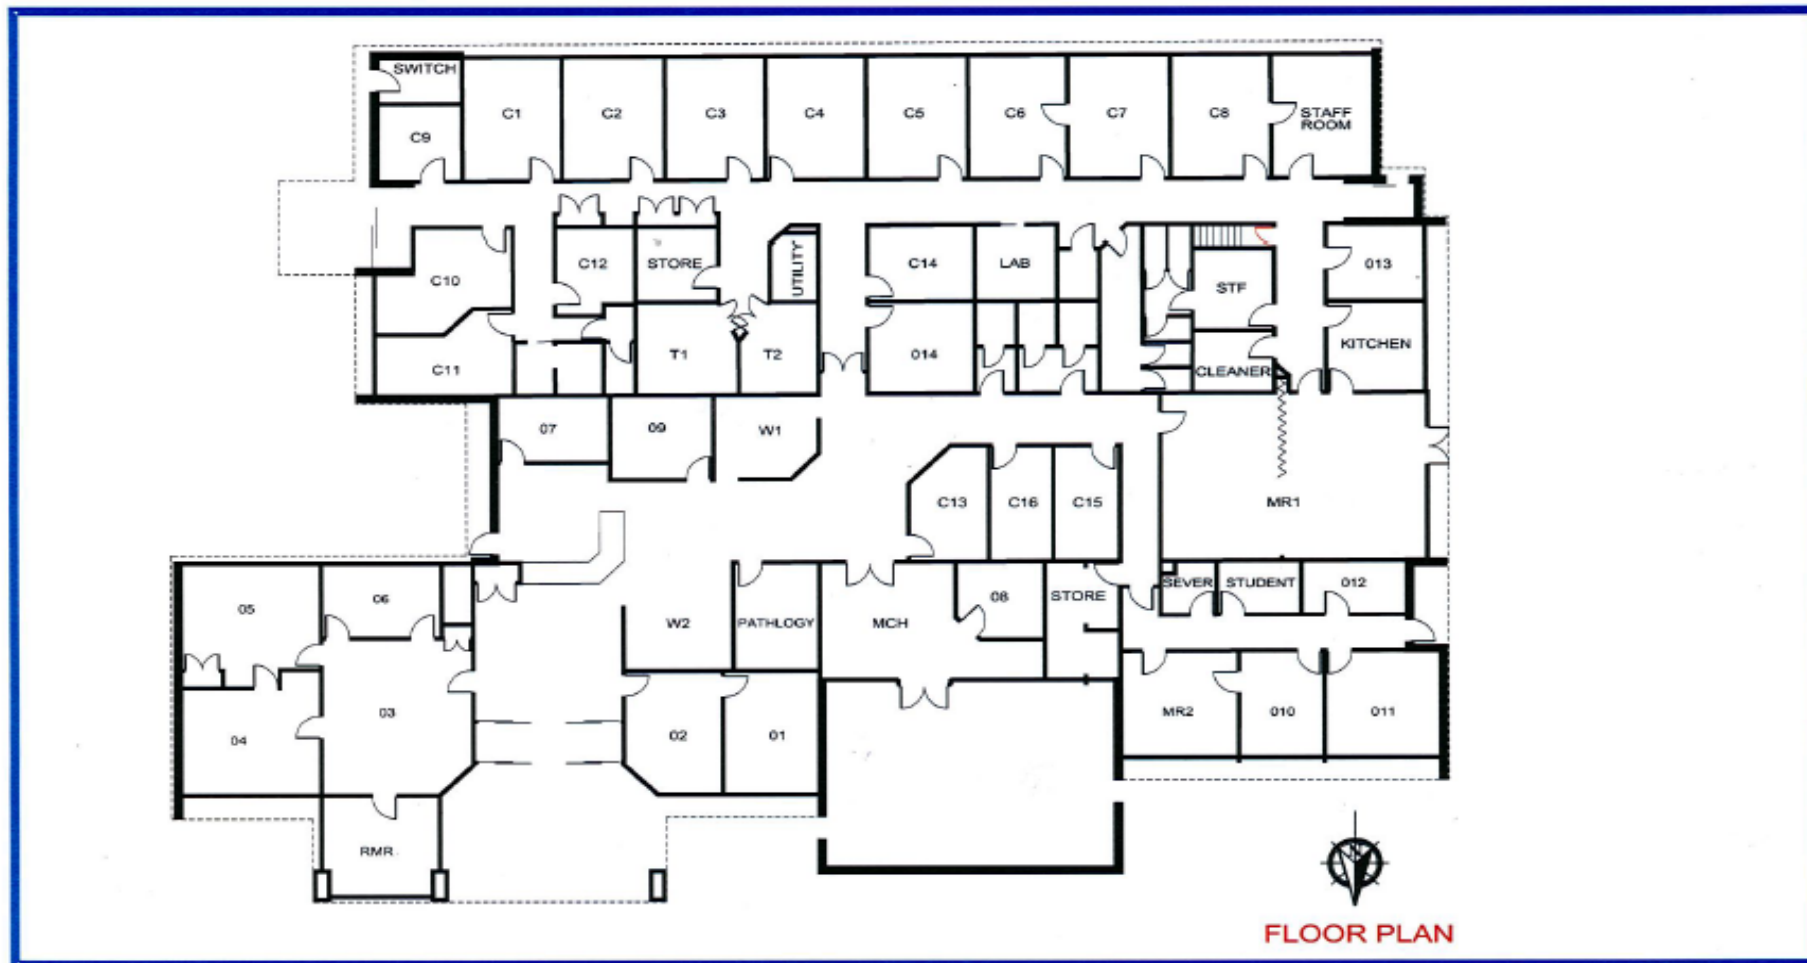 SWITCH
C1
C2
C3
C4
C5
C6
C7
C8
STAFF
ROOM
C9
C10
C12
STORE
UTILITY
C14
LAB
STF
013
C11
T1
T2
014
CLEANER
KITCHEN
07
09
W1
C13
C16
C15
MR1
05
06
W2
PATHLOGY
MCH
08
STORE
SEVER
STUDENT
012
04
03
02
01
MR2
010
011
RMR
N
FLOOR PLAN